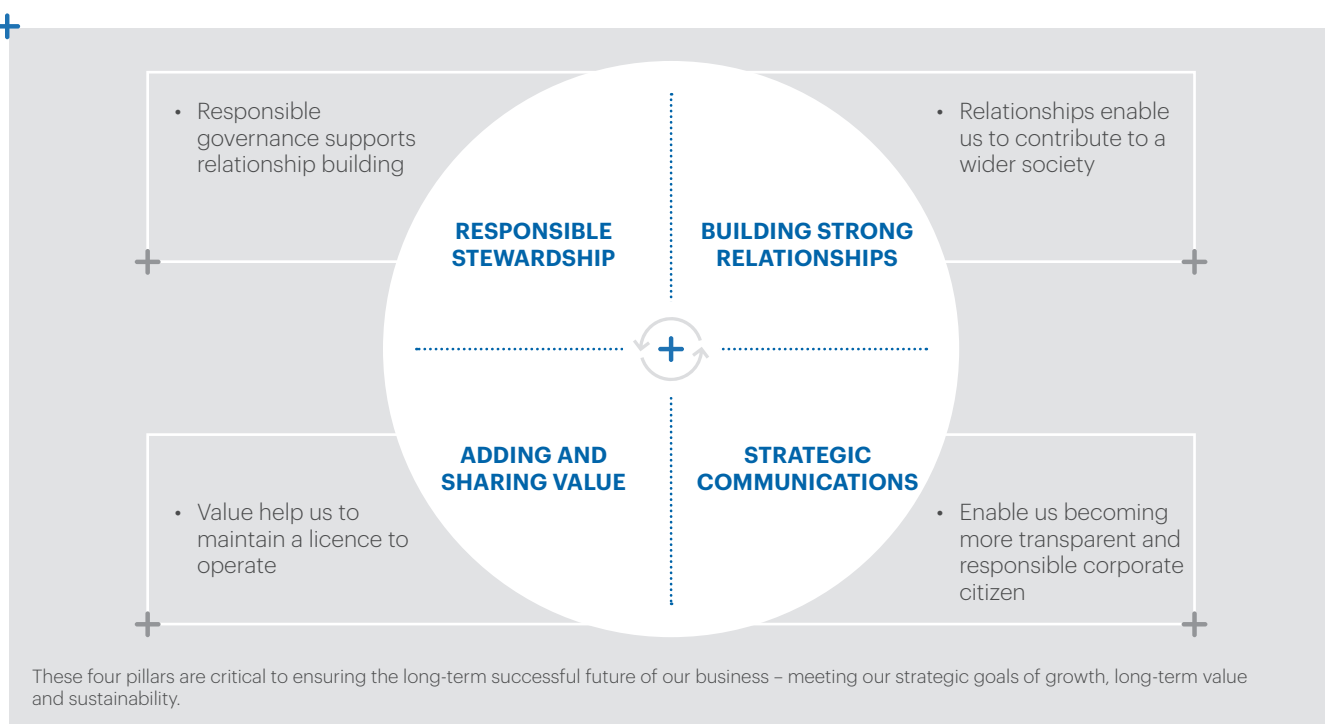 • Responsible
governance supports
relationship building
• Relationships enable
us to contribute to a
wider society
RESPONSIBLE
STEWARDSHIP
BUILDING STRONG
RELATIONSHIPS
ADDING AND
SHARING VALUE
STRATEGIC
COMMUNICATIONS
• Value help us to
maintain a licence to
operate
• Enable us becoming
more transparent and
responsible corporate
citizen
These four pillars are critical to ensuring the long-term successful future of our business – meeting our strategic goals of growth, long-term value
and sustainability.